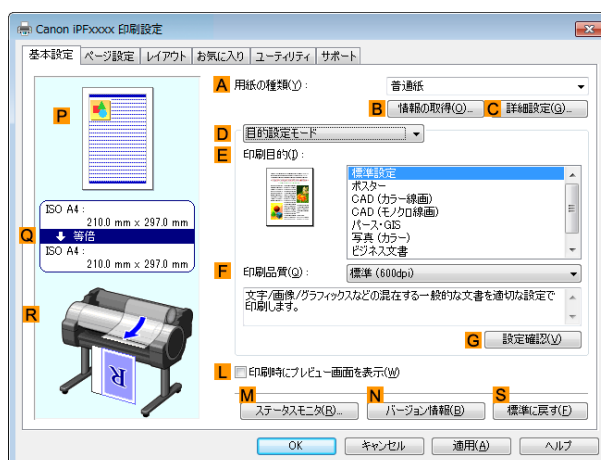 Canon iPFxxxx 印刷設定
基本設定 ページ設定 レイアウト お気に入り ユーティリティ サポート
A 用紙の種類(Y): 普通紙
B 情報の取得(O)... C 詳細設定(G)...
P
D 目的設定モード
E 印刷目的(I):
標準設定
ポスター
CAD (カラー線画)
CAD (モノクロ線画)
パース・GIS
写真 (カラー)
ビジネス文書
ISO A4 :
210.0 mm x 297.0 mm
Q 等倍
ISO A4 :
210.0 mm x 297.0 mm
F 印刷品質(Q): 標準 (600dpi)
文字/画像/グラフィックスなどの混在する一般的な文書を適切な設定で
印刷します。
R
R
G 設定確認(V)
L 印刷時にプレビュー画面を表示(W)
M N S
ステータスモニタ(R)... バージョン情報(B) 標準に戻す(F)
OK キャンセル 適用(A) ヘルプ